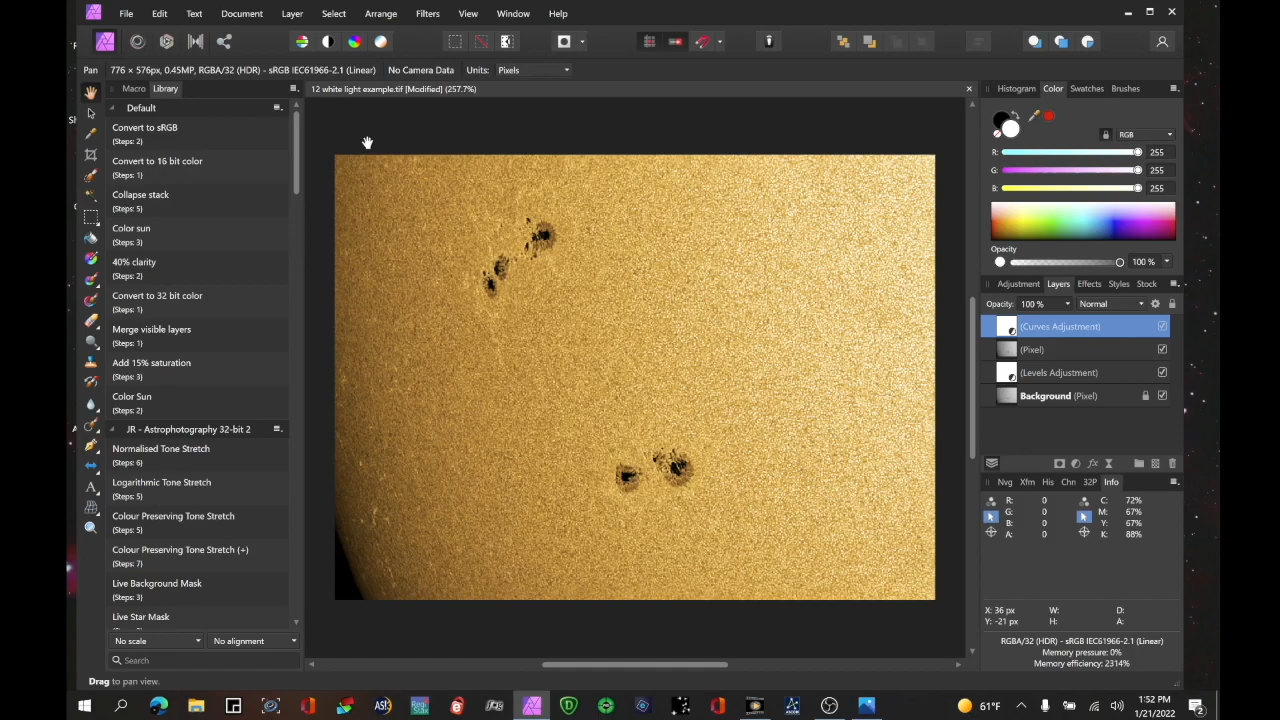 File Edit Text Document Layer Select Arrange Filters View Window Help
Pan 776 × 576px, 0.45MP, RGBA/32 (HDR) - sRGB IEC61966-2.1 (Linear) No Camera Data Units: Pixels
Macro Library
12 white light example.tif [Modified] (257.7%)
Default
Convert to sRGB
(Steps: 2)
Convert to 16 bit color
(Steps: 1)
Collapse stack
(Steps: 5)
Color sun
(Steps: 3)
40% clarity
(Steps: 2)
Convert to 32 bit color
(Steps: 1)
Merge visible layers
(Steps: 1)
Add 15% saturation
(Steps: 3)
Color Sun
(Steps: 2)
JR - Astrophotography 32-bit 2
Normalised Tone Stretch
(Steps: 6)
Logarithmic Tone Stretch
(Steps: 5)
Colour Preserving Tone Stretch
(Steps: 5)
Colour Preserving Tone Stretch (+)
(Steps: 7)
Live Background Mask
(Steps: 3)
Live Star Mask
No scale No alignment
Search
Drag to pan view.
Histogram Color Swatches Brushes
RGB
R: 255
G: 255
B: 255
Opacity
100 %
Adjustment Layers Effects Styles Stock
Opacity: 100 % Normal
(Curves Adjustment)
(Pixel)
(Levels Adjustment)
Background (Pixel)
Nvg Xfm His Chn 32P Info
R: 0 C: 72%
G: 0 M: 67%
B: 0 Y: 67%
A: 0 K: 88%
X: 36 px W: D:
Y: -21 px H: A:
RGBA/32 (HDR) - sRGB IEC61966-2.1 (Linear)
Memory pressure: 0%
Memory efficiency: 2314%
61°F
1:52 PM
1/21/2022